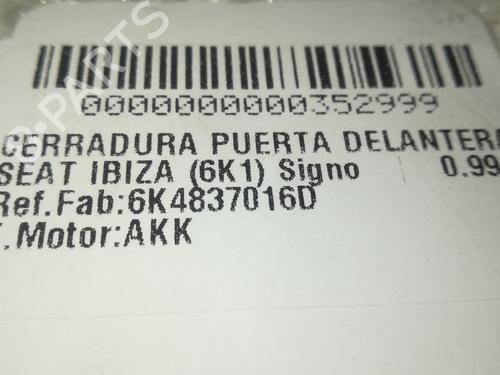 0000000000352999
CERRADURA PUERTA DELANTERA
SEAT IBIZA (6K1) Signo 0.99
Ref.Fab:6K4837016D
T.Motor:AKK